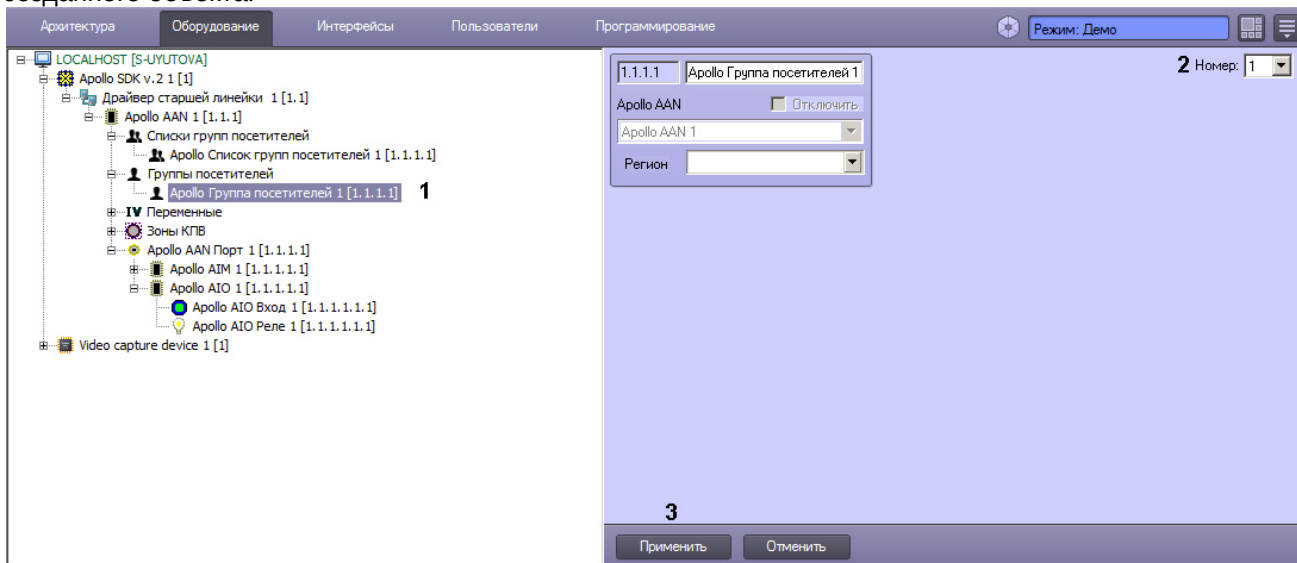 созданного объекта.
Архитектура Оборудование Интерфейсы Пользователи Программирование Режим: Демо
LOCALHOST [S-UYUTOVA]
Apollo SDK v.2 1 [1]
Драйвер старшей линейки 1 [1.1]
Apollo AAN 1 [1.1.1]
Списки групп посетителей
Apollo Список групп посетителей 1 [1.1.1.1]
Группы посетителей
Apollo Группа посетителей 1 [1.1.1.1] 1
Переменные
Зоны КПВ
Apollo AAN Порт 1 [1.1.1.1]
Apollo AIM 1 [1.1.1.1.1]
Apollo AIO 1 [1.1.1.1.1]
Apollo AIO Вход 1 [1.1.1.1.1.1]
Apollo AIO Реле 1 [1.1.1.1.1.1]
Video capture device 1 [1]
1.1.1.1 Apollo Группа посетителей 1
Apollo AAN Отключить
Apollo AAN 1
Регион
2 Номер: 1
3
Применить Отменить